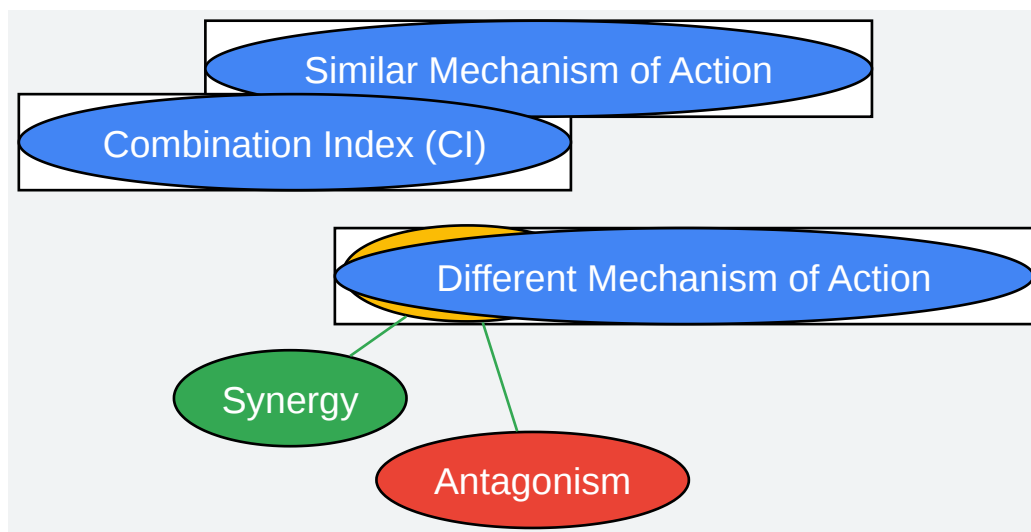 Similar Mechanism of Action
Combination Index (CI)
Different Mechanism of Action
Synergy
Antagonism